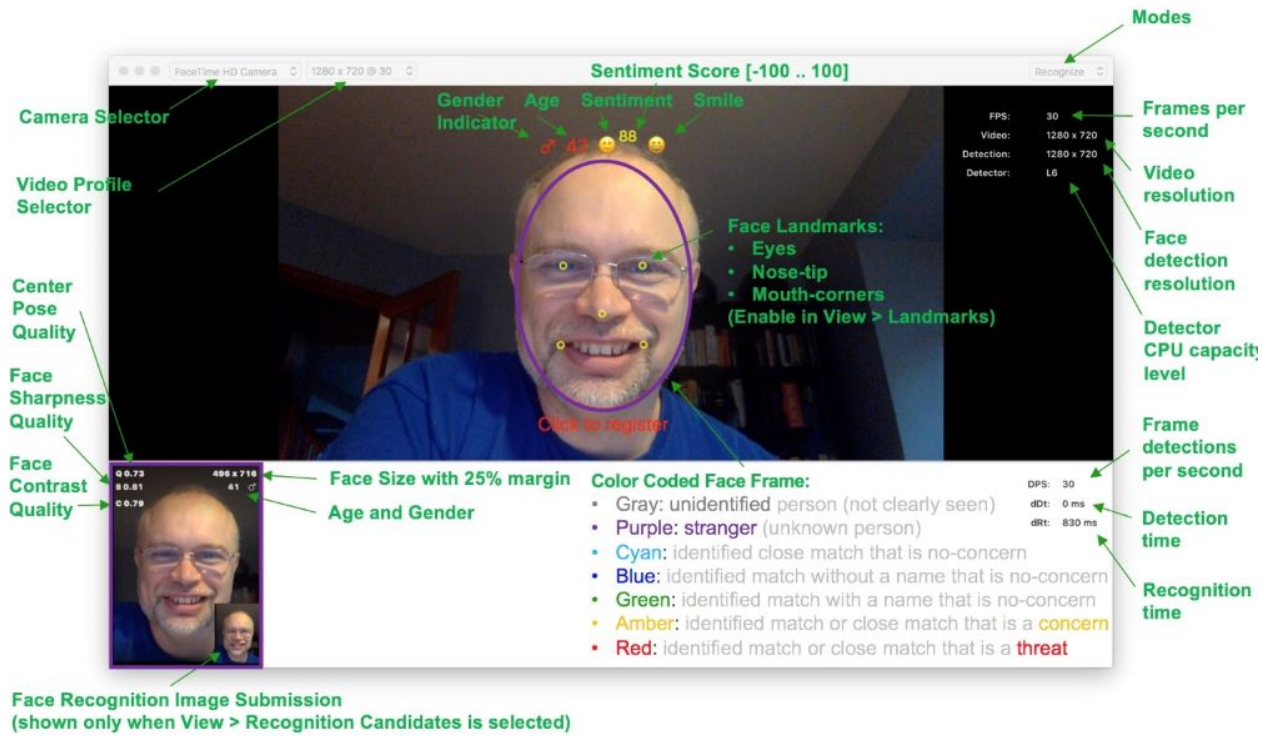 Modes
FaceTime HD Camera
1280 x 720 @ 30
Sentiment Score [-100 .. 100]
Recognize
Camera Selector
Gender Indicator
Age
Sentiment
Smile
♂ 42 88
FPS: 30
Video: 1280 x 720
Detection: 1280 x 720
Detector: L6
Frames per
second
Video Profile
Selector
Video
resolution
Face Landmarks:
• Eyes
• Nose-tip
• Mouth-corners
(Enable in View > Landmarks)
Face
detection
resolution
Center
Pose
Quality
Detector
CPU capacity
level
Face
Sharpness
Quality
Click to register
Face
Contrast
Quality
Q 0.73 496 x 716
S 0.81 41 ♂
C 0.79
Face Size with 25% margin
Age and Gender
Color Coded Face Frame:
• Gray: unidentified person (not clearly seen)
• Purple: stranger (unknown person)
• Cyan: identified close match that is no-concern
• Blue: identified match without a name that is no-concern
• Green: identified match with a name that is no-concern
• Amber: identified match or close match that is a concern
• Red: identified match or close match that is a threat
DPS: 30
dDt: 0 ms
dRt: 830 ms
Frame
detections
per second
Detection
time
Recognition
time
Face Recognition Image Submission
(shown only when View > Recognition Candidates is selected)